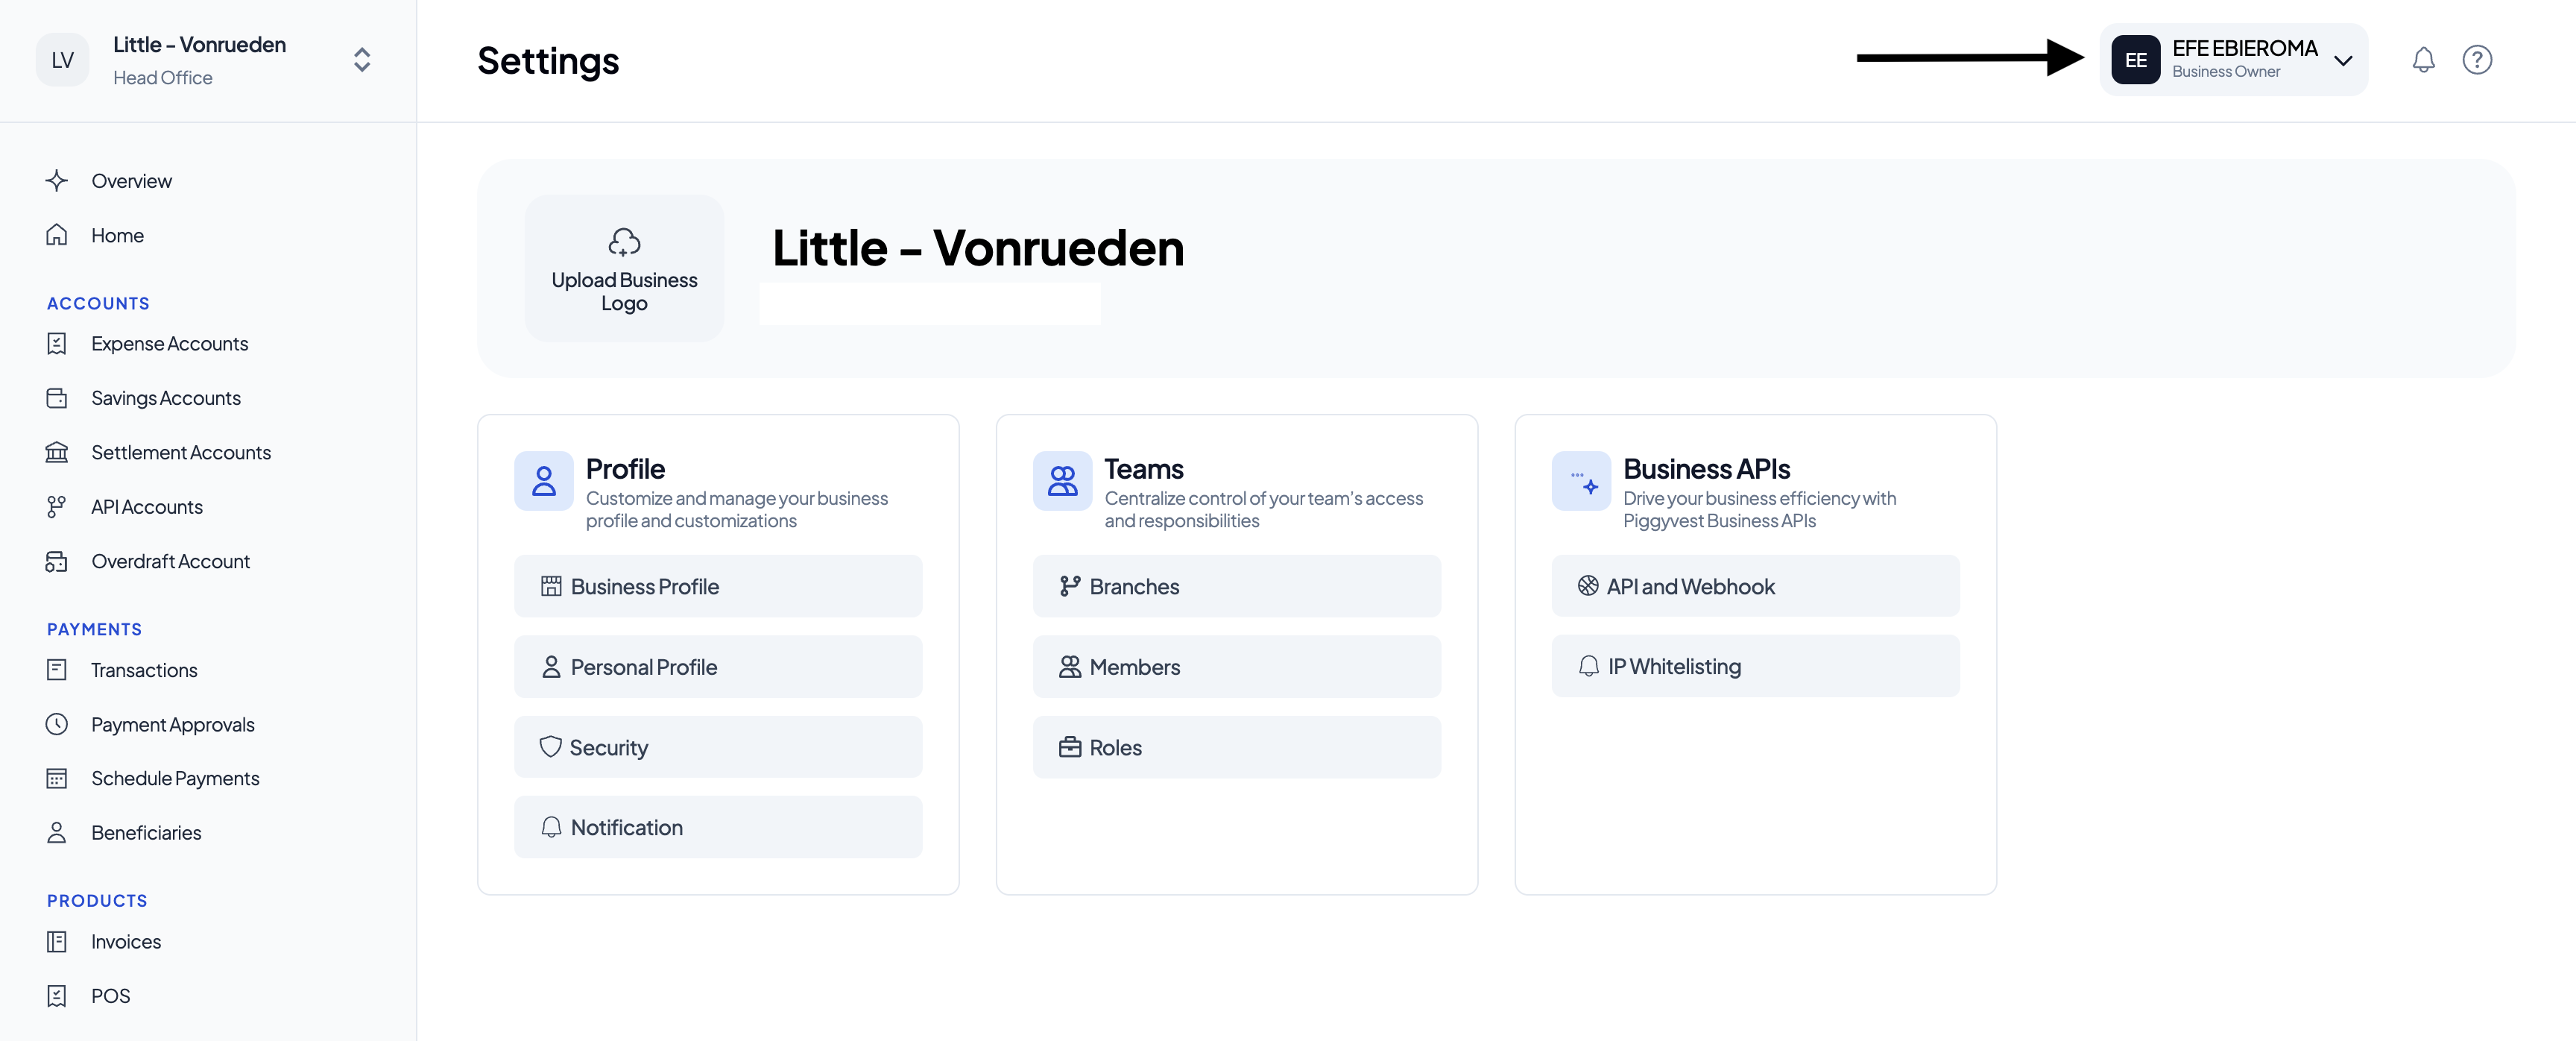 LV
Little - Vonrueden
Head Office
Settings
EE
EFE EBIEROMA
Business Owner
Overview
Home
ACCOUNTS
Expense Accounts
Savings Accounts
Settlement Accounts
API Accounts
Overdraft Account
PAYMENTS
Transactions
Payment Approvals
Schedule Payments
Beneficiaries
PRODUCTS
Invoices
POS
Upload Business
Logo
Little - Vonrueden
Profile
Customize and manage your business
profile and customizations
Business Profile
Personal Profile
Security
Notification
Teams
Centralize control of your team's access
and responsibilities
Branches
Members
Roles
Business APIs
Drive your business efficiency with
Piggyvest Business APIs
API and Webhook
IP Whitelisting